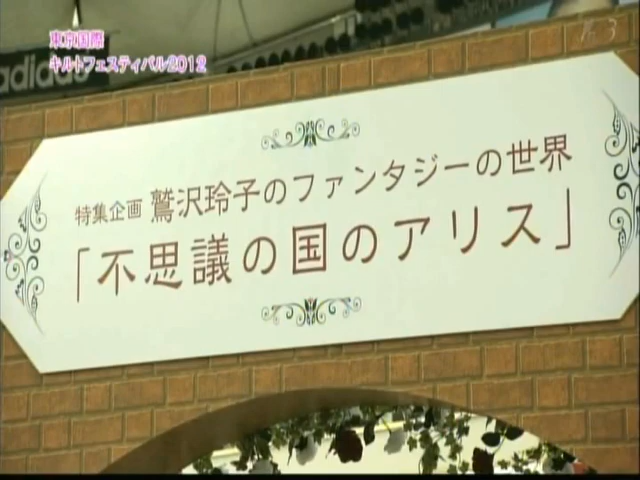 東京国際
キルトフェスティバル2012
adidas
特集企画 鷲沢玲子のファンタジーの世界
「不思議の国のアリス」